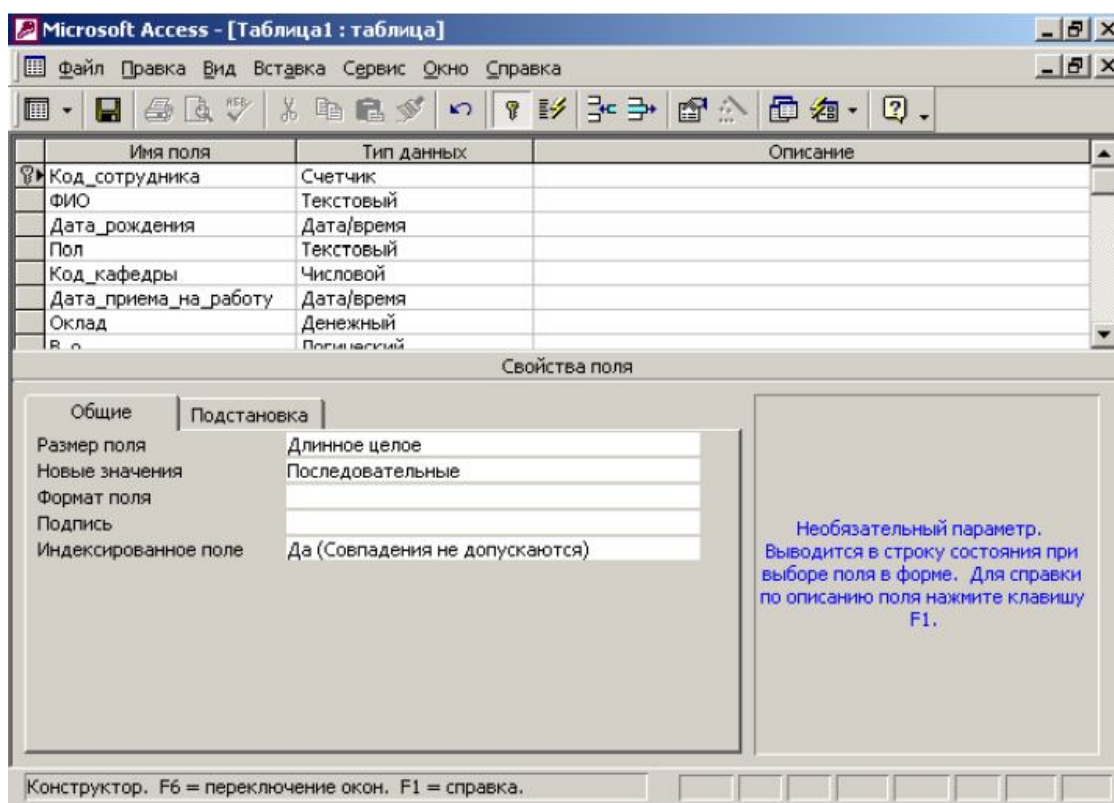 Microsoft Access - [Таблица1 : таблица]
Файл Правка Вид Вставка Сервис Окно Справка
Имя поля Тип данных Описание
Код_сотрудника Счетчик
ФИО Текстовый
Дата_рождения Дата/время
Пол Текстовый
Код_кафедры Числовой
Дата_приема_на_работу Дата/время
Оклад Денежный
В_о Логический
Свойства поля
Общие Подстановка
Размер поля Длинное целое
Новые значения Последовательные
Формат поля
Подпись
Индексированное поле Да (Совпадения не допускаются)
Необязательный параметр.
Выводится в строку состояния при
выборе поля в форме. Для справки
по описанию поля нажмите клавишу
F1.
Конструктор. F6 = переключение окон. F1 = справка.